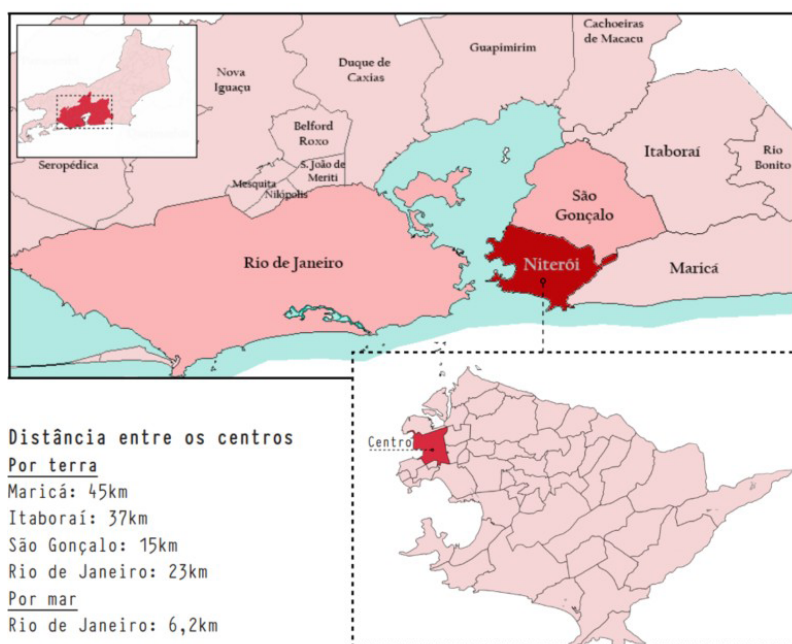 Cachoeiras
de Macacu
Guapimirim
Duque de
Caxias
Nova
Iguaçu
Belford
Roxo
Itaboraí
Rio
Bonito
Seropédica
S. João de
Meriti
Mesquita
Nikipolis
São
Gonçalo
Rio de Janeiro
Niterói
Maricá
Centro
Distância entre os centros
Por terra
Maricá: 45km
Itaboraí: 37km
São Gonçalo: 15km
Rio de Janeiro: 23km
Por mar
Rio de Janeiro: 6,2km